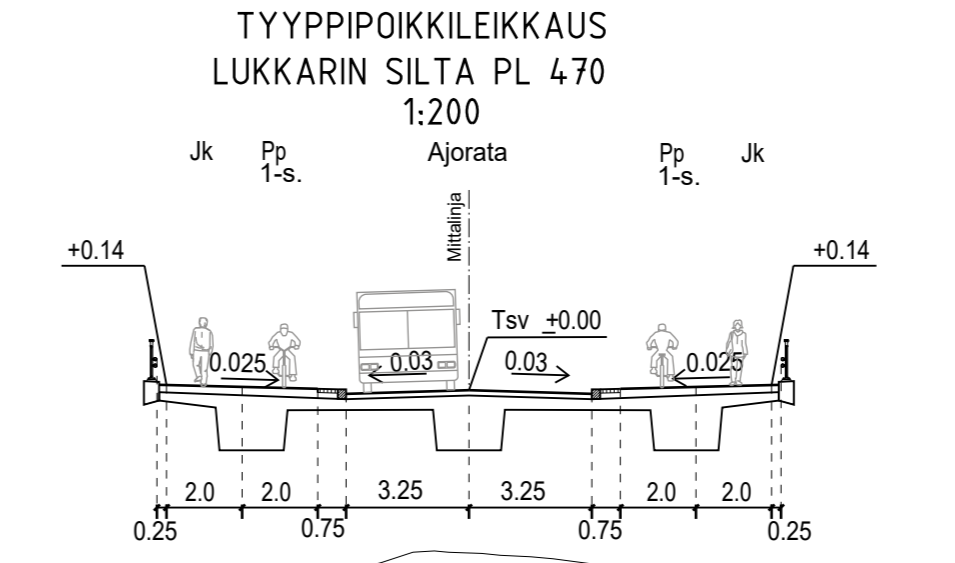 TYYPPIPOIKKILEIKKAUS
LUKKARIN SILTA PL 470
1:200
Jk
Pp
1-s.
Ajorata
Pp
1-s.
Jk
Mittalinja
+0.14
+0.14
Tsv ±0.00
0.025
0.03
0.03
0.025
2.0
2.0
3.25
3.25
2.0
2.0
0.25
0.75
0.75
0.25